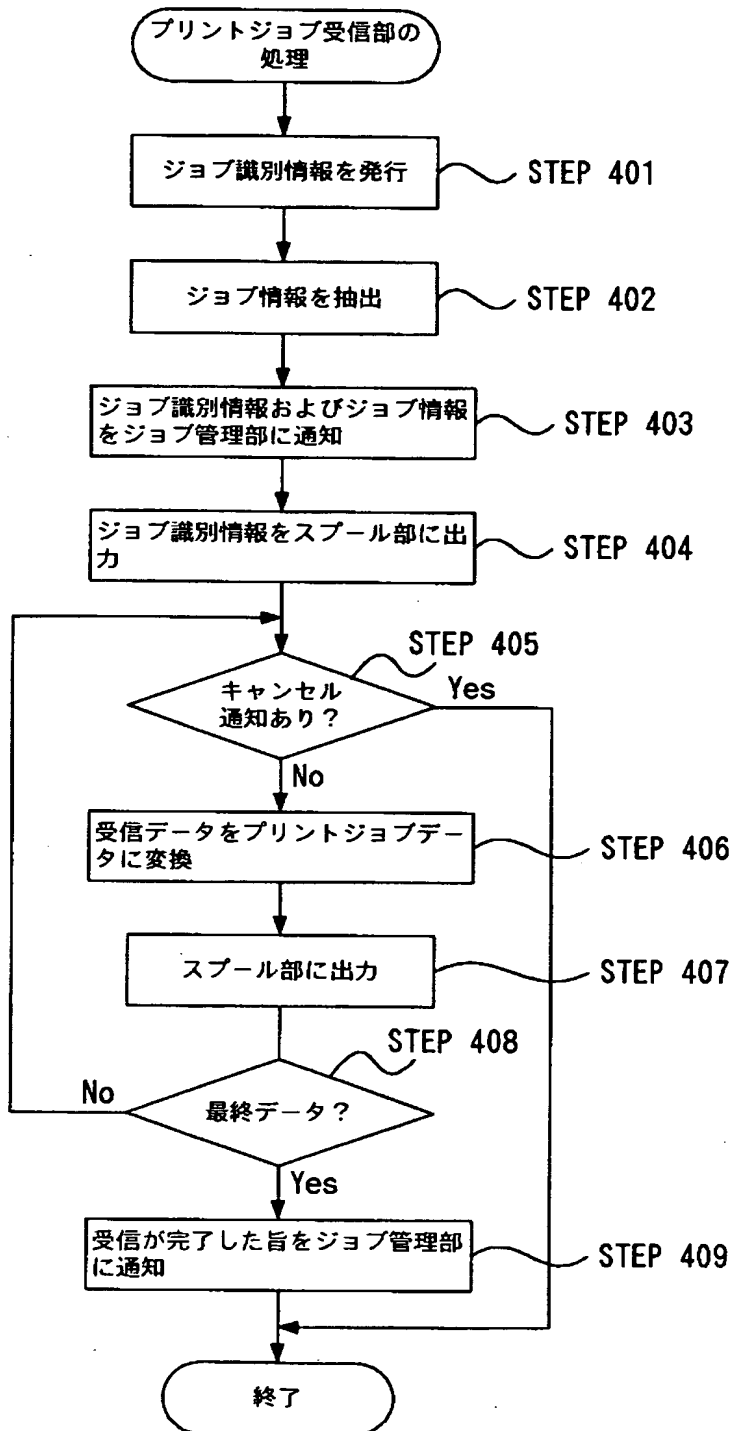 プリントジョブ受信部の
処理
ジョブ識別情報を発行
STEP 401
ジョブ情報を抽出
STEP 402
ジョブ識別情報およびジョブ情報
をジョブ管理部に通知
STEP 403
ジョブ識別情報をスプール部に出
力
STEP 404
STEP 405
キャンセル
通知あり?
Yes
No
受信データをプリントジョブデー
タに変換
STEP 406
スプール部に出力
STEP 407
STEP 408
No
最終データ?
Yes
受信が完了した旨をジョブ管理部
に通知
STEP 409
終了